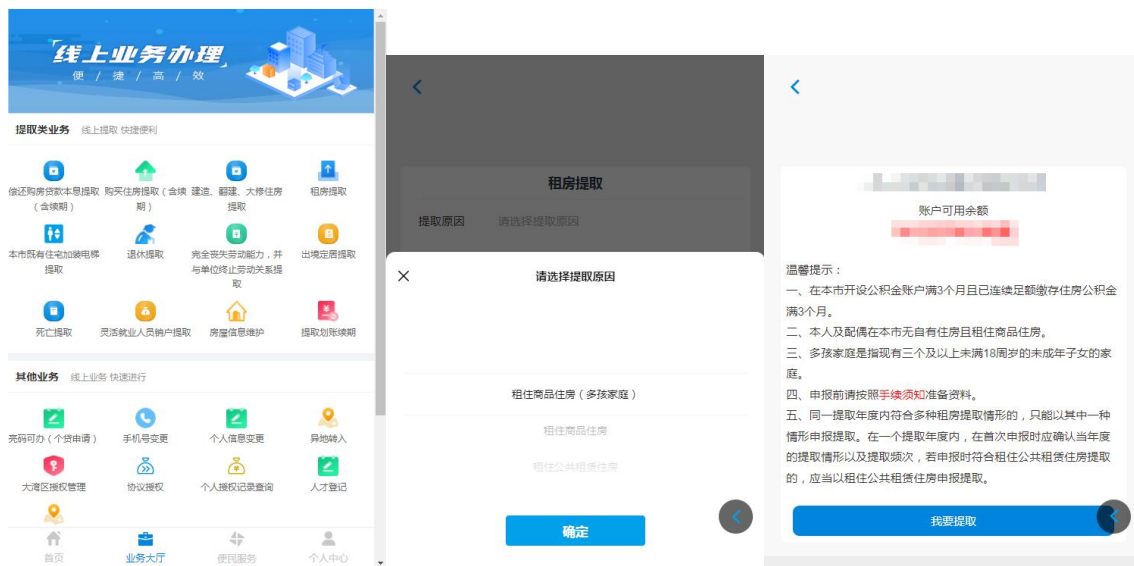 线上业务办理
便 / 捷 / 高 / 效
提取类业务 线上提取 快捷便利
偿还购房贷款本息提取（含续期）
购买住房提取（含续期）
建造、翻建、大修住房提取
租房提取
本市既有住宅加装电梯提取
退休提取
完全丧失劳动能力，并与单位终止劳动关系提取
出境定居提取
死亡提取
灵活就业人员销户提取
房屋信息维护
提取划账续期
其他业务 线上业务 快速进行
亮码可办（个贷申请）
手机号变更
个人信息变更
异地转入
大湾区授权管理
协议授权
个人授权记录查询
人才登记
首页
业务大厅
便民服务
个人中心
租房提取
提取原因 请选择提取原因
请选择提取原因
租住商品住房（多孩家庭）
租住商品住房
租住公共租赁住房
确定
账户可用余额
温馨提示：
一、在本市开设公积金账户满3个月且已连续足额缴存住房公积金
满3个月。
二、本人及配偶在本市无自有住房且租住商品住房。
三、多孩家庭是指现有三个及以上未满18周岁的未成年子女的家
庭。
四、申报前请按照手续须知准备资料。
五、同一提取年度内符合多种租房提取情形的，只能以其中一种
情形申报提取。在一个提取年度内，在首次申报时应确认当年度
的提取情形以及提取频次，若申报时符合租住公共租赁住房提取
的，应当以租住公共租赁住房申报提取。
我要提取